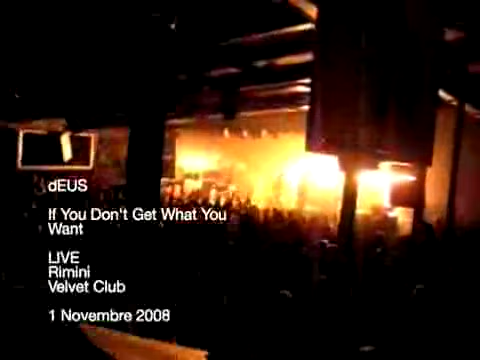 dEUS
If You Don't Get What You
Want
LIVE
Rimini
Velvet Club
1 Novembre 2008